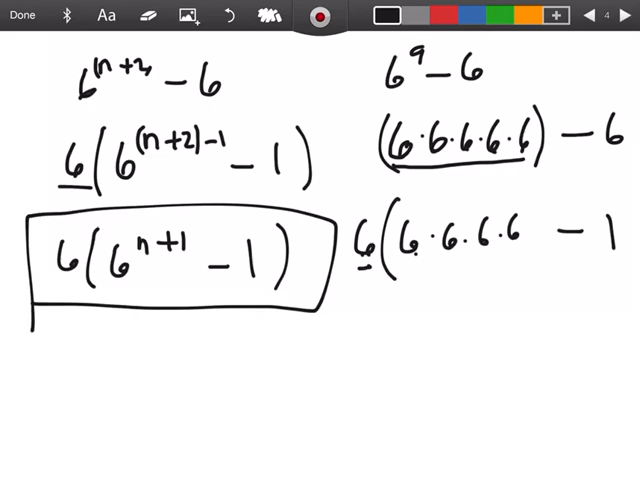 Done Aa 4
6^(n+2) − 6
6(6^(n+2)−1 − 1)
6(6^n+1 − 1)
6^9 − 6
(6·6·6·6·6) − 6
6(6·6·6·6 − 1